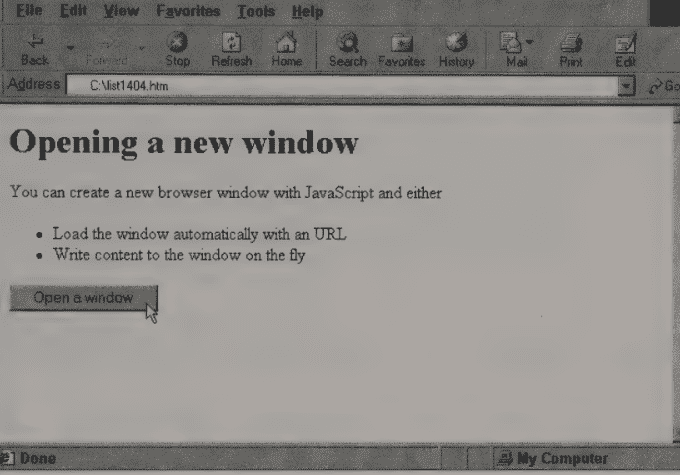 File Edit View Favorites Tools Help
Back Forward Stop Refresh Home Search Favorites History Mail Print Edit
Address C:\list1404.htm Go
Opening a new window
You can create a new browser window with JavaScript and either
• Load the window automatically with an URL
• Write content to the window on the fly
Open a window
Done My Computer